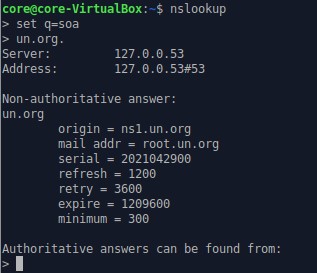 core@core-VirtualBox:~$ nslookup
> set q=soa
> un.org.
Server:         127.0.0.53
Address:        127.0.0.53#53

Non-authoritative answer:
un.org
        origin = ns1.un.org
        mail addr = root.un.org
        serial = 2021042900
        refresh = 1200
        retry = 3600
        expire = 1209600
        minimum = 300

Authoritative answers can be found from:
>